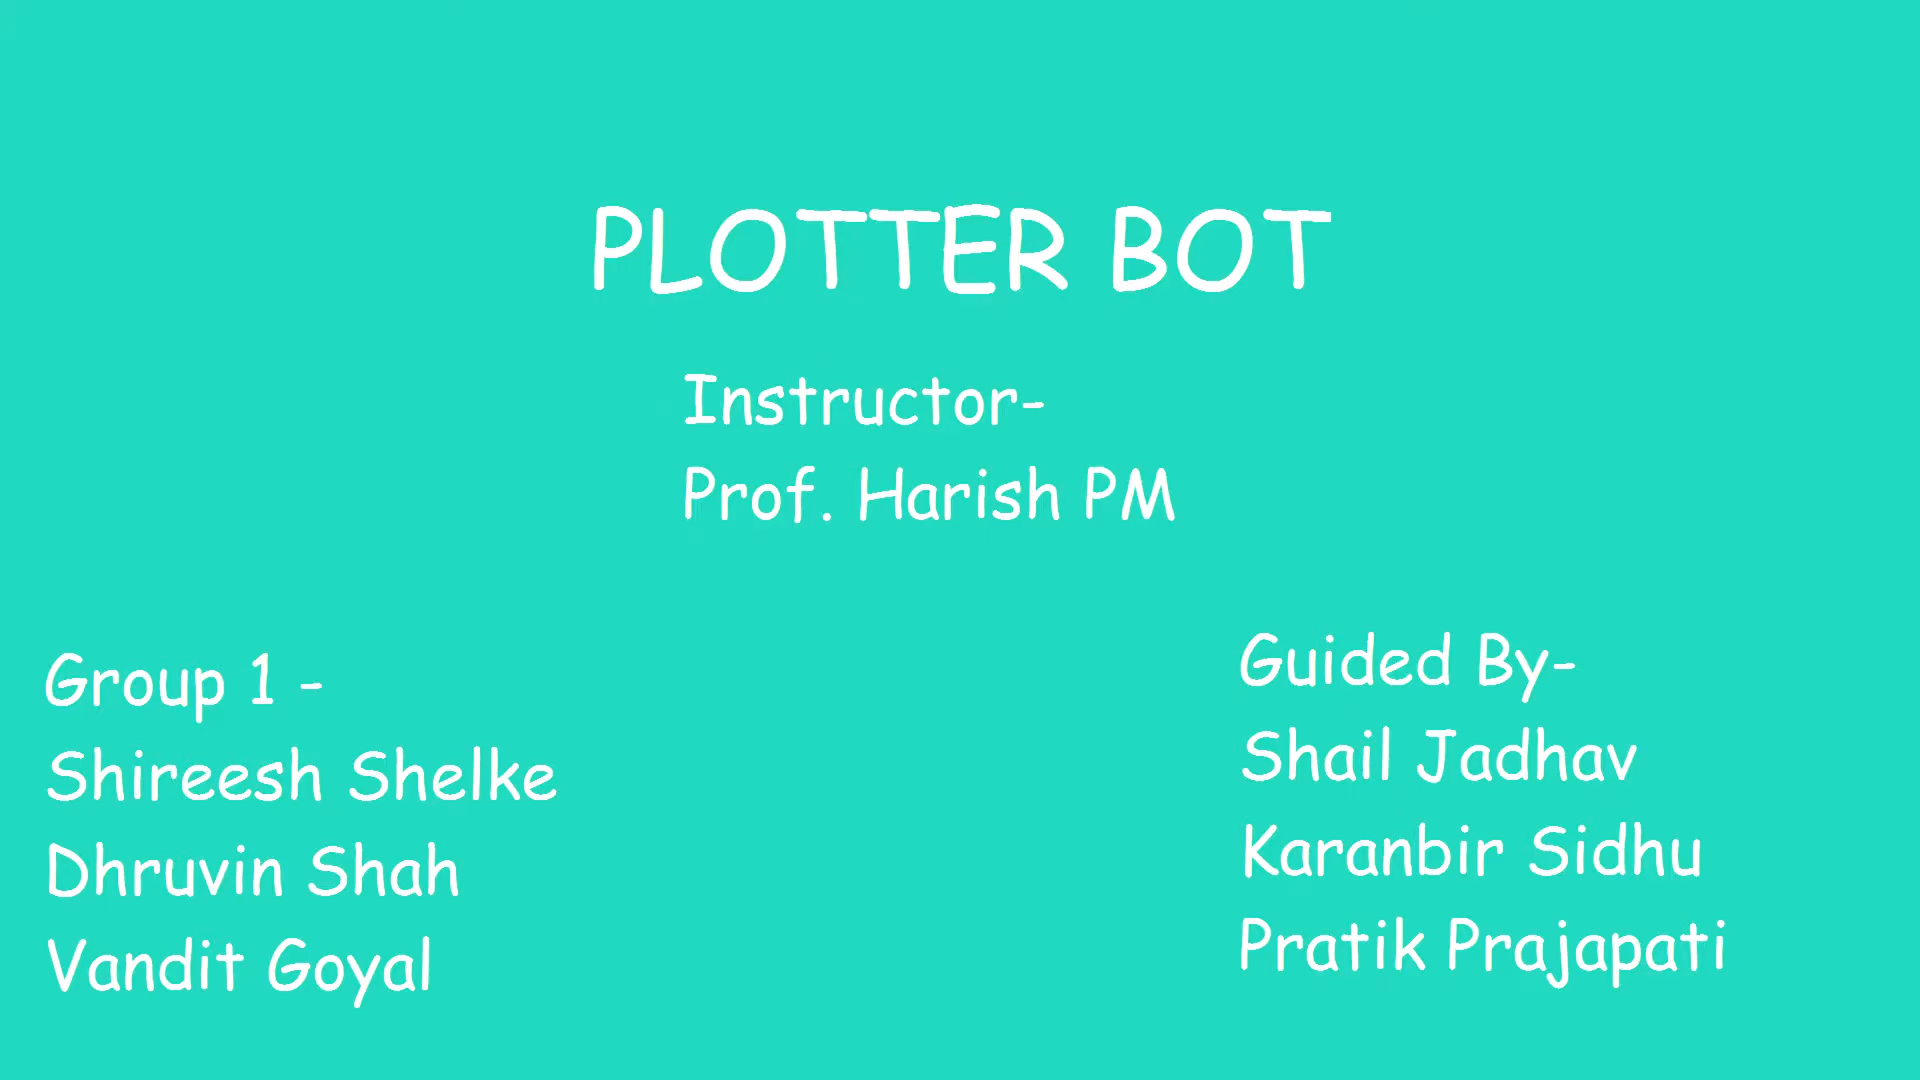 PLOTTER BOT
Instructor-
Prof. Harish PM
Group 1 -
Shireesh Shelke
Dhruvin Shah
Vandit Goyal
Guided By-
Shail Jadhav
Karanbir Sidhu
Pratik Prajapati